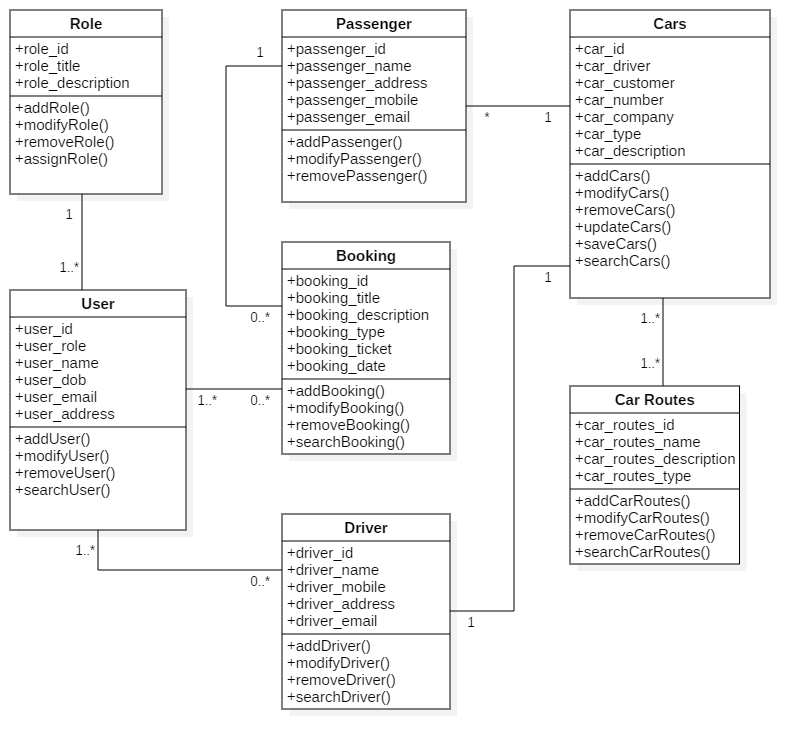 Role
+role_id
+role_title
+role_description
+addRole()
+modifyRole()
+removeRole()
+assignRole()
1
1..*
User
+user_id
+user_role
+user_name
+user_dob
+user_email
+user_address
+addUser()
+modifyUser()
+removeUser()
+searchUser()
1..*
0..*
1..*
0..*
Passenger
+passenger_id
+passenger_name
+passenger_address
+passenger_mobile
+passenger_email
+addPassenger()
+modifyPassenger()
+removePassenger()
1
0..*
*
1
Booking
+booking_id
+booking_title
+booking_description
+booking_type
+booking_ticket
+booking_date
+addBooking()
+modifyBooking()
+removeBooking()
+searchBooking()
Driver
+driver_id
+driver_name
+driver_mobile
+driver_address
+driver_email
+addDriver()
+modifyDriver()
+removeDriver()
+searchDriver()
1
1
Cars
+car_id
+car_driver
+car_customer
+car_number
+car_company
+car_type
+car_description
+addCars()
+modifyCars()
+removeCars()
+updateCars()
+saveCars()
+searchCars()
1..*
1..*
Car Routes
+car_routes_id
+car_routes_name
+car_routes_description
+car_routes_type
+addCarRoutes()
+modifyCarRoutes()
+removeCarRoutes()
+searchCarRoutes()